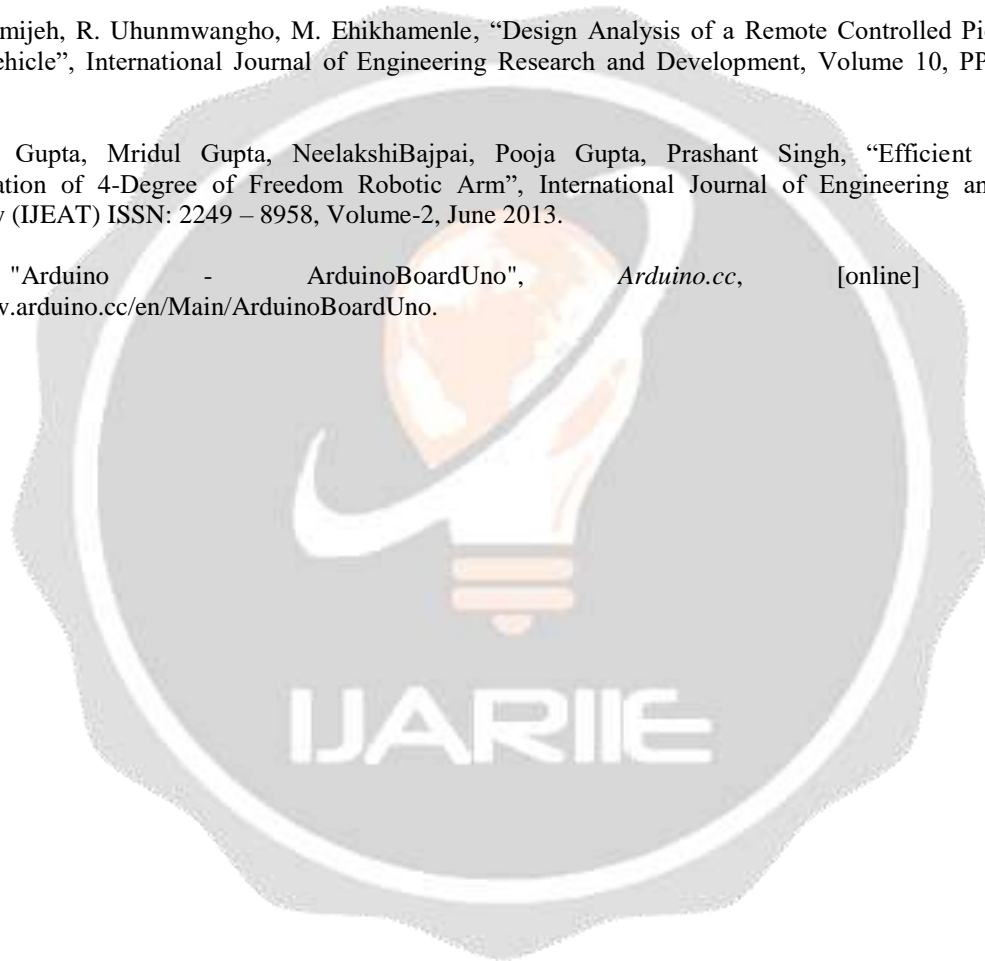 mijeh, R. Uhunmwangho, M. Ehikhamenle, “Design Analysis of a Remote Controlled Pi
ehicle”, International Journal of Engineering Research and Development, Volume 10, PP
Gupta, Mridul Gupta, NeelakshiBajpai, Pooja Gupta, Prashant Singh, “Efficient
ation of 4-Degree of Freedom Robotic Arm”, International Journal of Engineering an
y (IJEAT) ISSN: 2249 – 8958, Volume-2, June 2013.
"Arduino - ArduinoBoardUno", Arduino.cc, [online]
w.arduino.cc/en/Main/ArduinoBoardUno.
IJARIIE